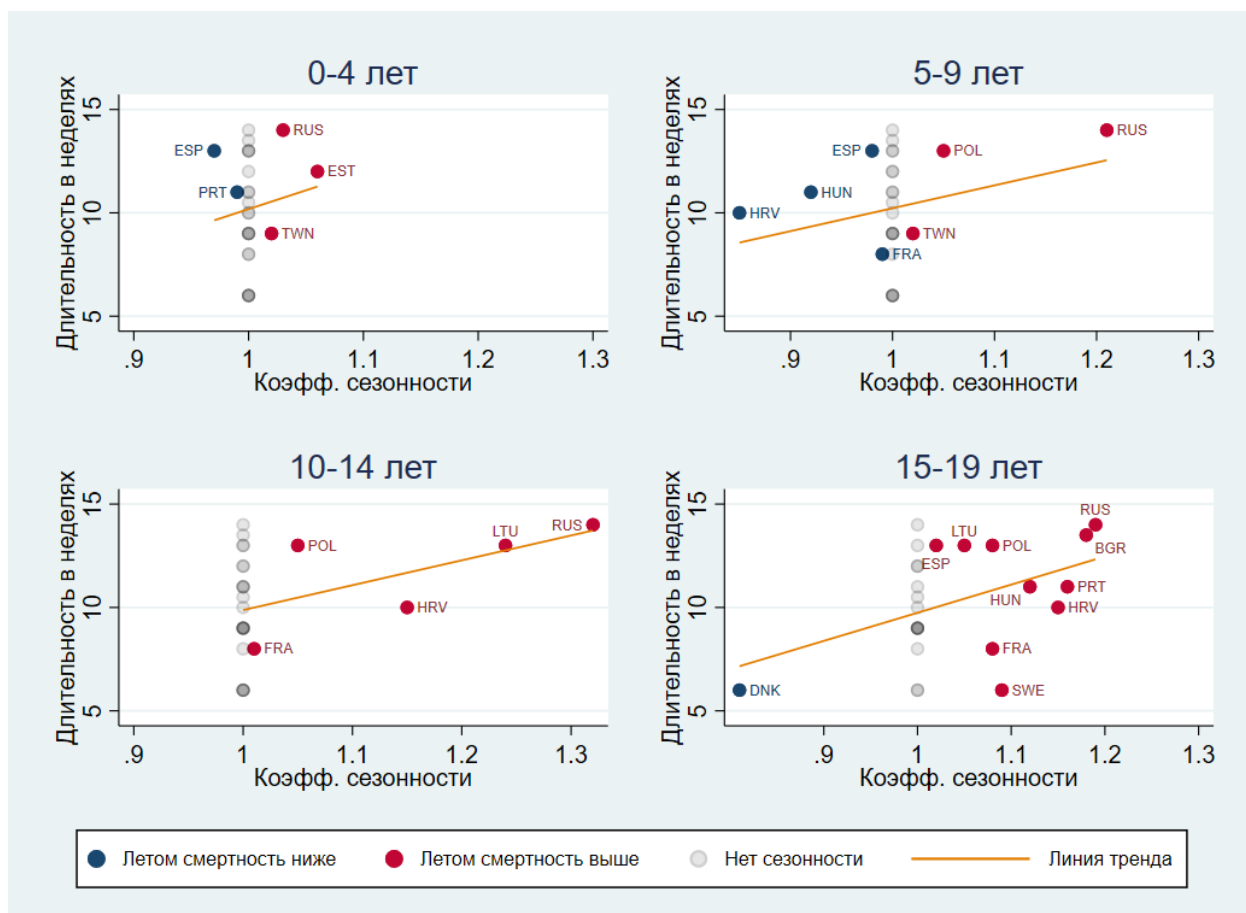 0-4 лет
Длительность в неделях
15
10
5
ESP
RUS
EST
PRT
TWN
.9 1 1.1 1.2 1.3
Коэфф. сезонности
5-9 лет
Длительность в неделях
15
10
5
ESP
POL
RUS
HUN
HRV
TWN
FRA
.9 1 1.1 1.2 1.3
Коэфф. сезонности
10-14 лет
Длительность в неделях
15
10
5
POL
LTU
RUS
HRV
FRA
.9 1 1.1 1.2 1.3
Коэфф. сезонности
15-19 лет
Длительность в неделях
15
10
5
RUS
LTU
POL
BGR
ESP
HUN
PRT
HRV
FRA
DNK
SWE
.9 1 1.1 1.2 1.3
Коэфф. сезонности
Летом смертность ниже
Летом смертность выше
Нет сезонности
Линия тренда